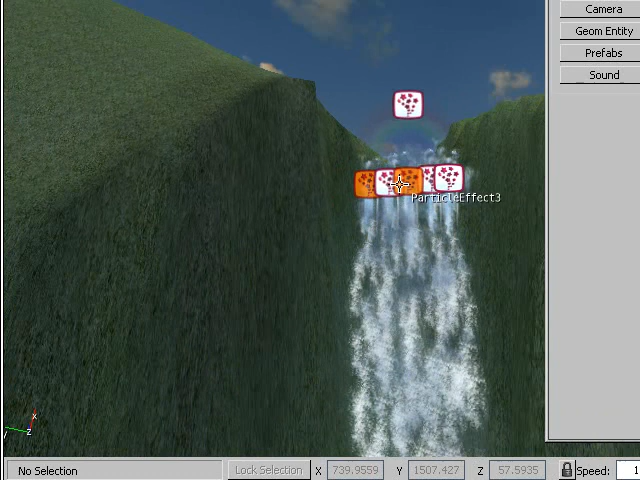 Camera
Geom Entity
Prefabs
Sound
ParticleEffect3
x
z
No Selection
Lock Selection X 739.9559 Y 1507.427 Z 57.5935 Speed: 1